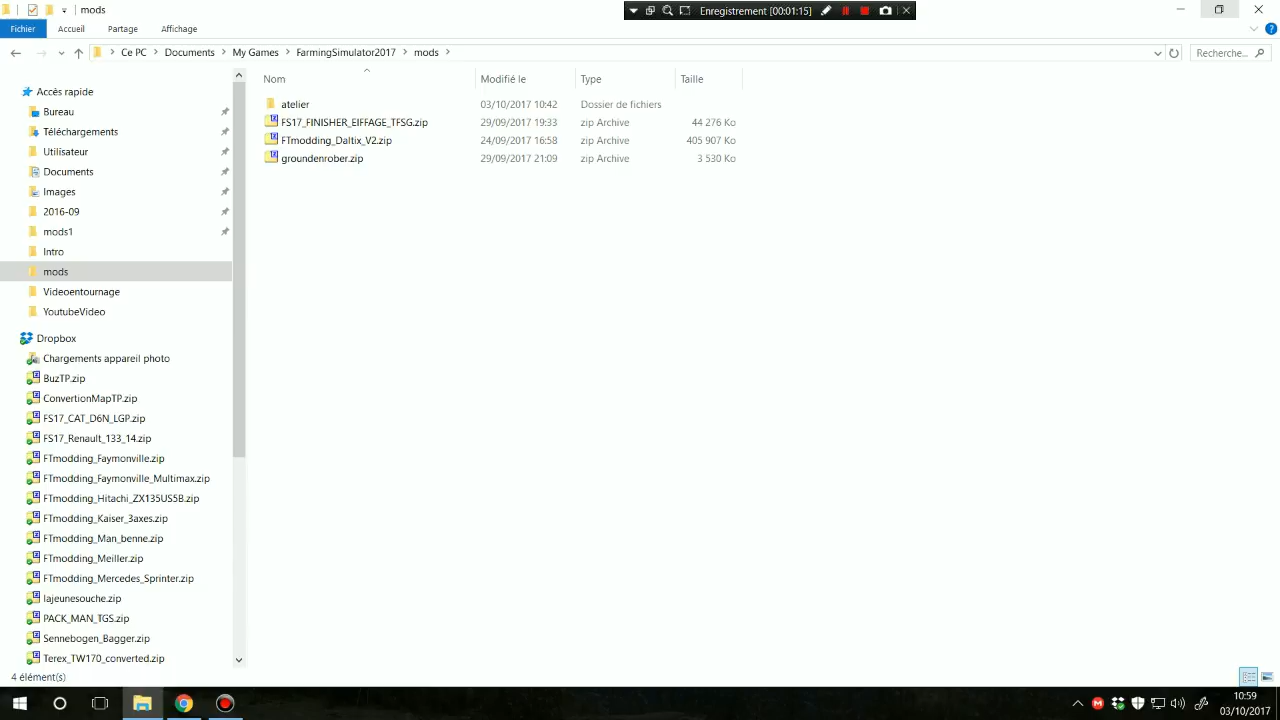 mods
Enregistrement [00:01:15]
Fichier Accueil Partage Affichage
Ce PC Documents My Games FarmingSimulator2017 mods
Recherche...
Nom Modifié le Type Taille
atelier 03/10/2017 10:42 Dossier de fichiers
FS17_FINISHER_EIFFAGE_TFSG.zip 29/09/2017 19:33 zip Archive 44 276 Ko
FTmodding_Daltix_V2.zip 24/09/2017 16:58 zip Archive 405 907 Ko
groundenrober.zip 29/09/2017 21:09 zip Archive 3 530 Ko
Accès rapide
Bureau
Téléchargements
Utilisateur
Documents
Images
2016-09
mods1
Intro
mods
Videoentournage
YoutubeVideo
Dropbox
Chargements appareil photo
BuzTP.zip
ConvertionMapTP.zip
FS17_CAT_D6N_LGP.zip
FS17_Renault_133_14.zip
FTmodding_Faymonville.zip
FTmodding_Faymonville_Multimax.zip
FTmodding_Hitachi_ZX135US5B.zip
FTmodding_Kaiser_3axes.zip
FTmodding_Man_benne.zip
FTmodding_Meiller.zip
FTmodding_Mercedes_Sprinter.zip
lajeunesouche.zip
PACK_MAN_TGS.zip
Sennebogen_Bagger.zip
Terex_TW170_converted.zip
4 élément(s)
10:59
03/10/2017